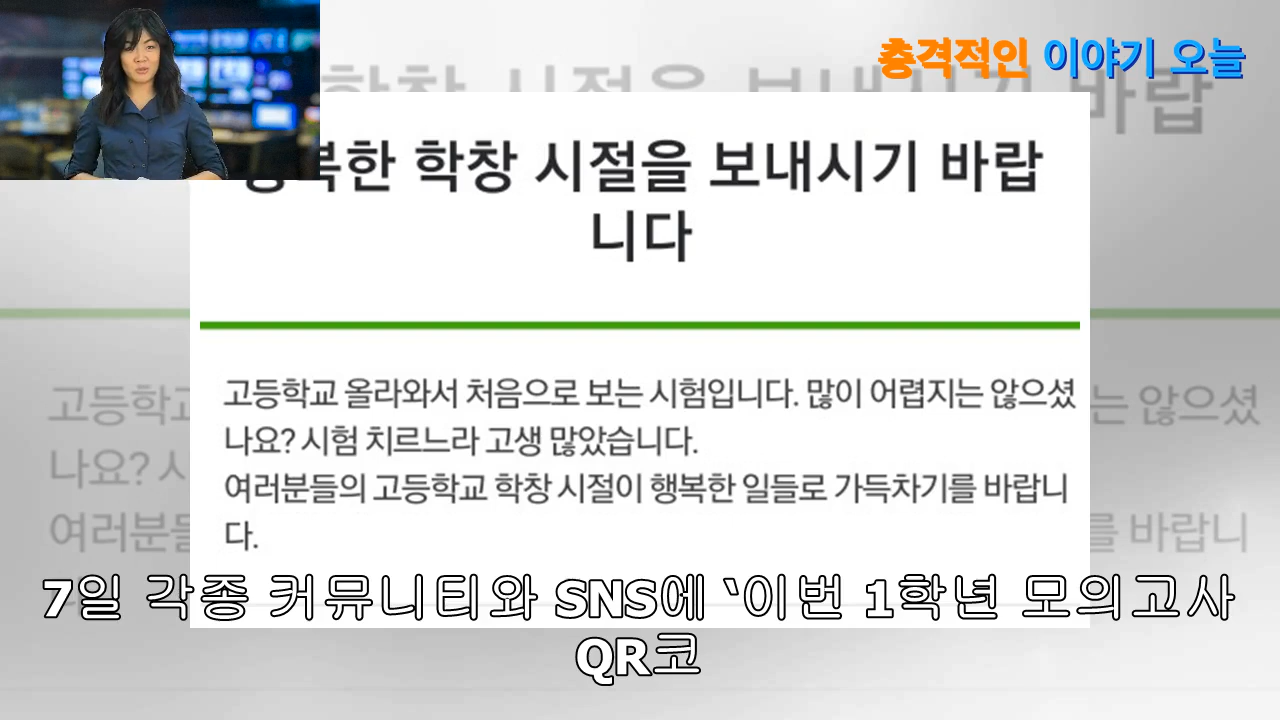 충격적인 이야기 오늘
학창 시절을 보내시기 바랍
니다
고등학교 올라와서 처음으로 보는 시험입니다. 많이 어렵지는 않으셨
나요? 시험 치르느라 고생 많았습니다.
여러분들의 고등학교 학창 시절이 행복한 일들로 가득차기를 바랍니
다.
7일 각종 커뮤니티와 SNS에 ‘이번 1학년 모의고사
QR코